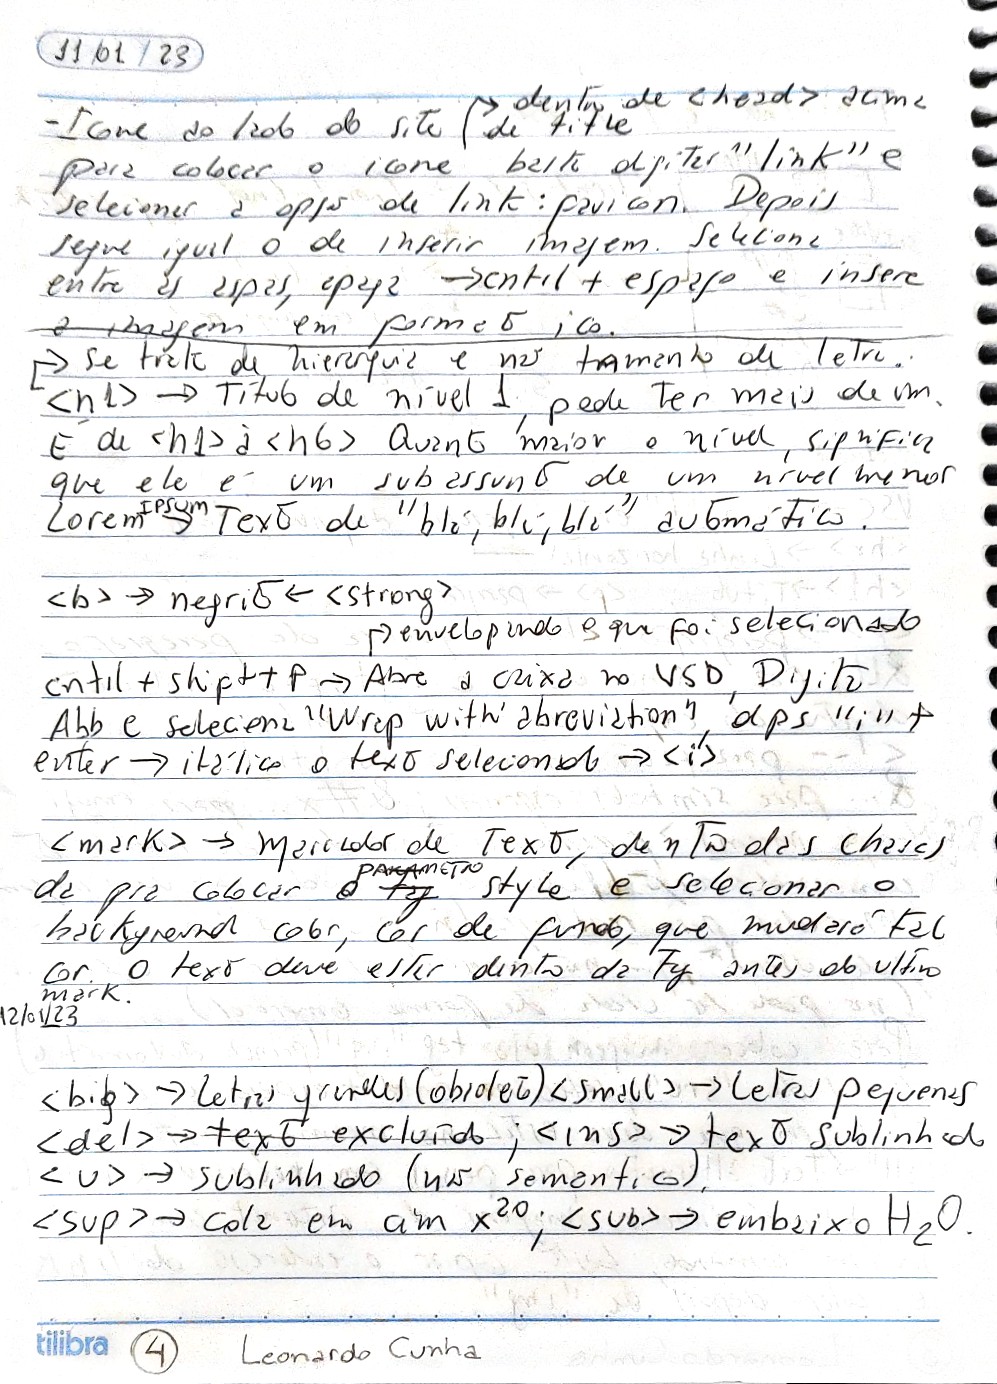 11/01/23
↱ dentro de <head> acima
-Ícone ao lado do site ( de title
para colocar o ícone basta digitar "link" e
selecionar a opção de link:favicon. Depois
segue igual o de inserir imagem. Selecione
entre as aspas, apaga →cntil + espaço e insere
a imagem em formato ico.
↱ Se trata de hierarquia e não tamanho de letra.
<h1> → Título de nível 1, pode ter mais de um.
É de <h1> à <h6> Quanto maior o nível, significa
que ele é um subassunto de um nível menor
Lorem IPSUM → Texto de "blá, blá, blá" automático.
<b> → negrito ← <strong>
↱ envelopando o que foi selecionado
cntil + shift + P → Abre a caixa no VSD, Digita
Abb e seleciona "Wrap with abreviation", dps "i" +
enter → itálico o texto selecionado → <i>
<mark> → Marcador de Texto, dentro das chaves
da pra colocar o PARAMETRO style e selecionar o
background color, cor de fundo, que mudará tal
cor. O texto deve estar dentro da Tg antes do ultimo
mark.
12/01/23
<big> → Letras grandes (obsoleto) <small> → Letras pequenas
<del> → texto excluído ; <ins> → texto sublinhado
<u> → sublinhado (não semantico),
<sup> → cola em cim x²⁰; <sub> → embaixo H₂O.
tilibra 4 Leonardo Cunha